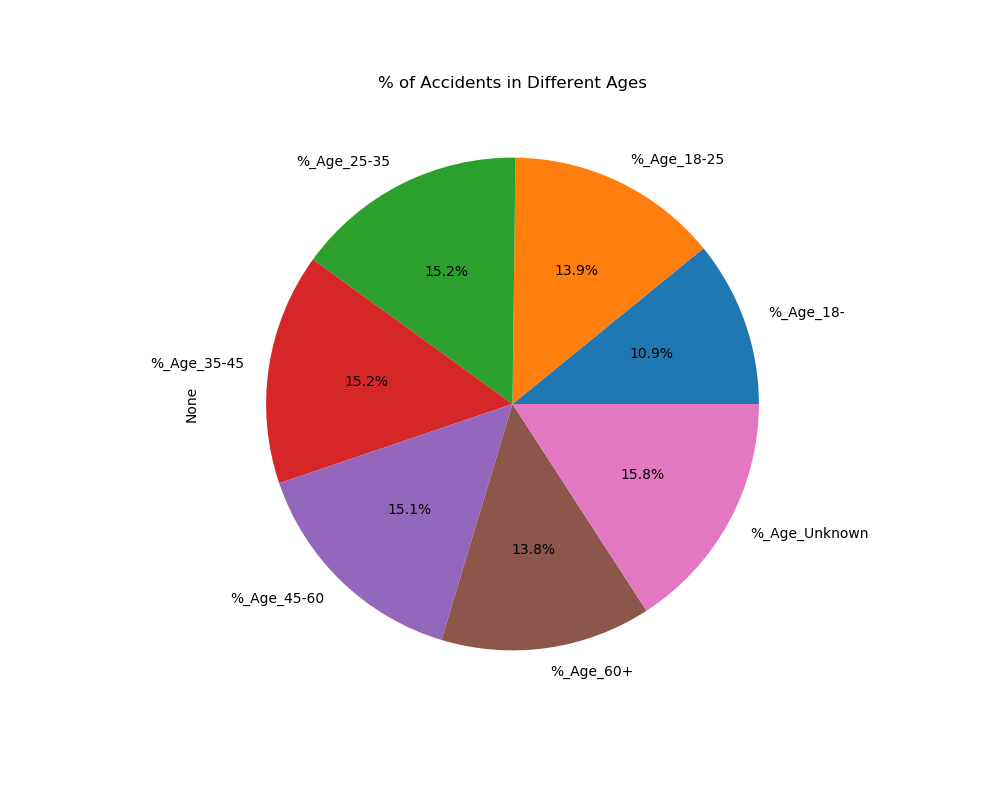 % of Accidents in Different Ages
%_Age_25-35
%_Age_18-25
15.2%
13.9%
%_Age_18-
10.9%
%_Age_35-45
15.2%
None
15.8%
15.1%
%_Age_Unknown
13.8%
%_Age_45-60
%_Age_60+